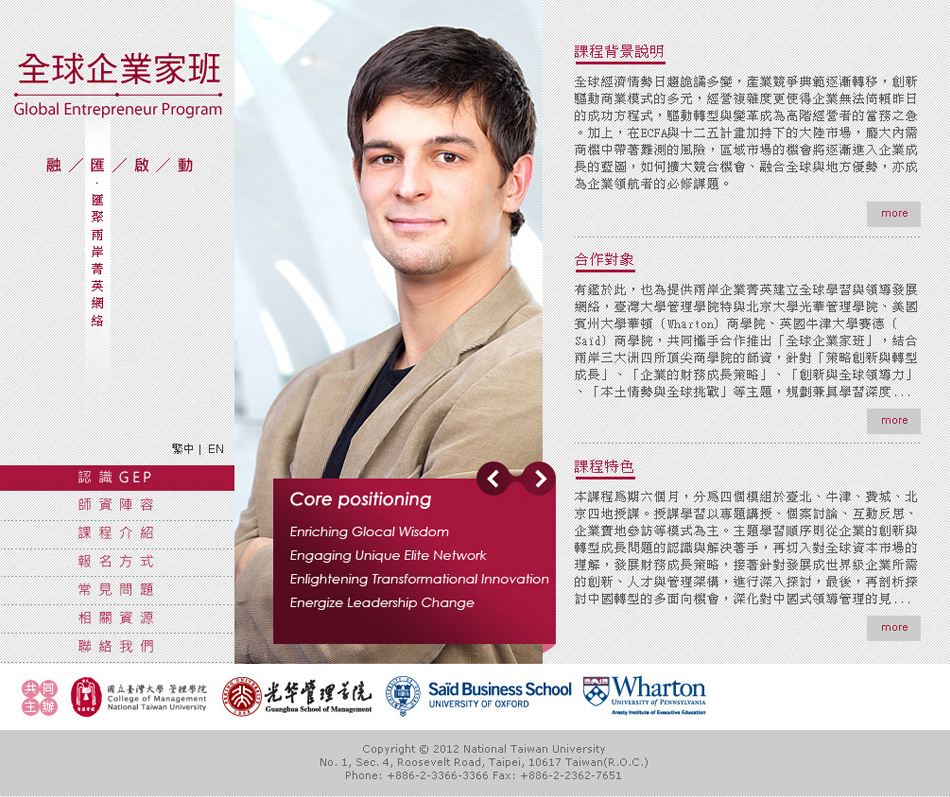 全球企業家班
Global Entrepreneur Program
融／匯／啟／動
·匯聚兩岸菁英網絡
繁中 | EN
認識GEP
師資陣容
課程介紹
報名方式
常見問題
相關資源
聯絡我們
Core positioning
Enriching Glocal Wisdom
Engaging Unique Elite Network
Enlightening Transformational Innovation
Energize Leadership Change
課程背景說明
全球經濟情勢日趨詭譎多變，產業競爭典範逐漸轉移，創新
驅動商業模式的多元，經營複雜度更使得企業無法倚賴昨日
的成功方程式，驅動轉型與變革成為高階經營者的當務之急
。加上，在ECFA與十二五計畫加持下的大陸市場，龐大內需
商機中帶著難測的風險，區域市場的機會將逐漸進入企業成
長的藍圖，如何擴大競合機會、融合全球與地方優勢，亦成
為企業領航者的必修課題。
more
合作對象
有鑑於此，也為提供兩岸企業菁英建立全球學習與領導發展
網絡，臺灣大學管理學院特與北京大學光華管理學院、美國
賓州大學華頓〔Wharton〕商學院、英國牛津大學賽德〔
Saïd〕商學院，共同攜手合作推出「全球企業家班」，結合
兩岸三大洲四所頂尖商學院的師資，針對「策略創新與轉型
成長」、「企業的財務成長策略」、「創新與全球領導力」
、「本土情勢與全球挑戰」等主題，規劃兼具學習深度...
more
課程特色
本課程為期六個月，分為四個模組於臺北、牛津、費城、北
京四地授課。授課學習以專題講授、個案討論、互動反思、
企業實地參訪等模式為主。主題學習順序則從企業的創新與
轉型成長問題的認識與解決著手，再切入對全球資本市場的
理解，發展財務成長策略，接著針對發展成世界級企業所需
的創新、人才與管理架構，進行深入探討，最後，再剖析探
討中國轉型的多面向機會，深化對中國式領導管理的見...
more
共同
主辦
國立臺灣大學 管理學院
College of Management
National Taiwan University
光华管理学院
Guanghua School of Management
Saïd Business School
UNIVERSITY OF OXFORD
Wharton
UNIVERSITY of PENNSYLVANIA
Aresty Institute of Executive Education
Copyright © 2012 National Taiwan University
No. 1, Sec. 4, Roosevelt Road, Taipei, 10617 Taiwan(R.O.C.)
Phone: +886-2-3366-3366 Fax: +886-2-2362-7651